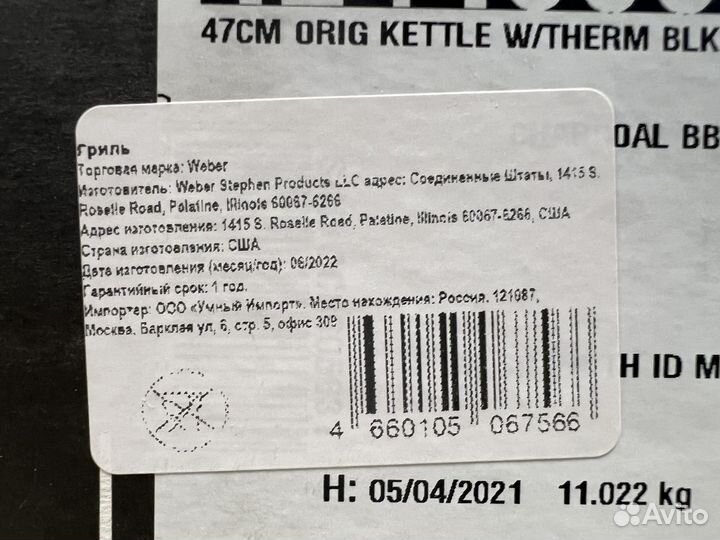 47CM ORIG KETTLE W/THERM BLK
OAL BB
Гриль
Торговая марка: Weber
Изготовитель: Weber Stephen Products LLC адрес: Соединенные Штаты, 1415 S.
Roselle Road, Palatine, Illinois 60067-6266
Адрес изготовления: 1415 S. Roselle Road, Palatine, Illinois 60067-6266, США
Страна изготовления: США
Дата изготовления (месяц/год): 06/2022
Гарантийный срок: 1 год.
Импортер: ООО «Умный Импорт». Место нахождения: Россия, 121087,
Москва, Барклая ул, 6, стр. 5, офис 309
TH ID M
4 660105 067566
H: 05/04/2021 11.022 kg
Avito